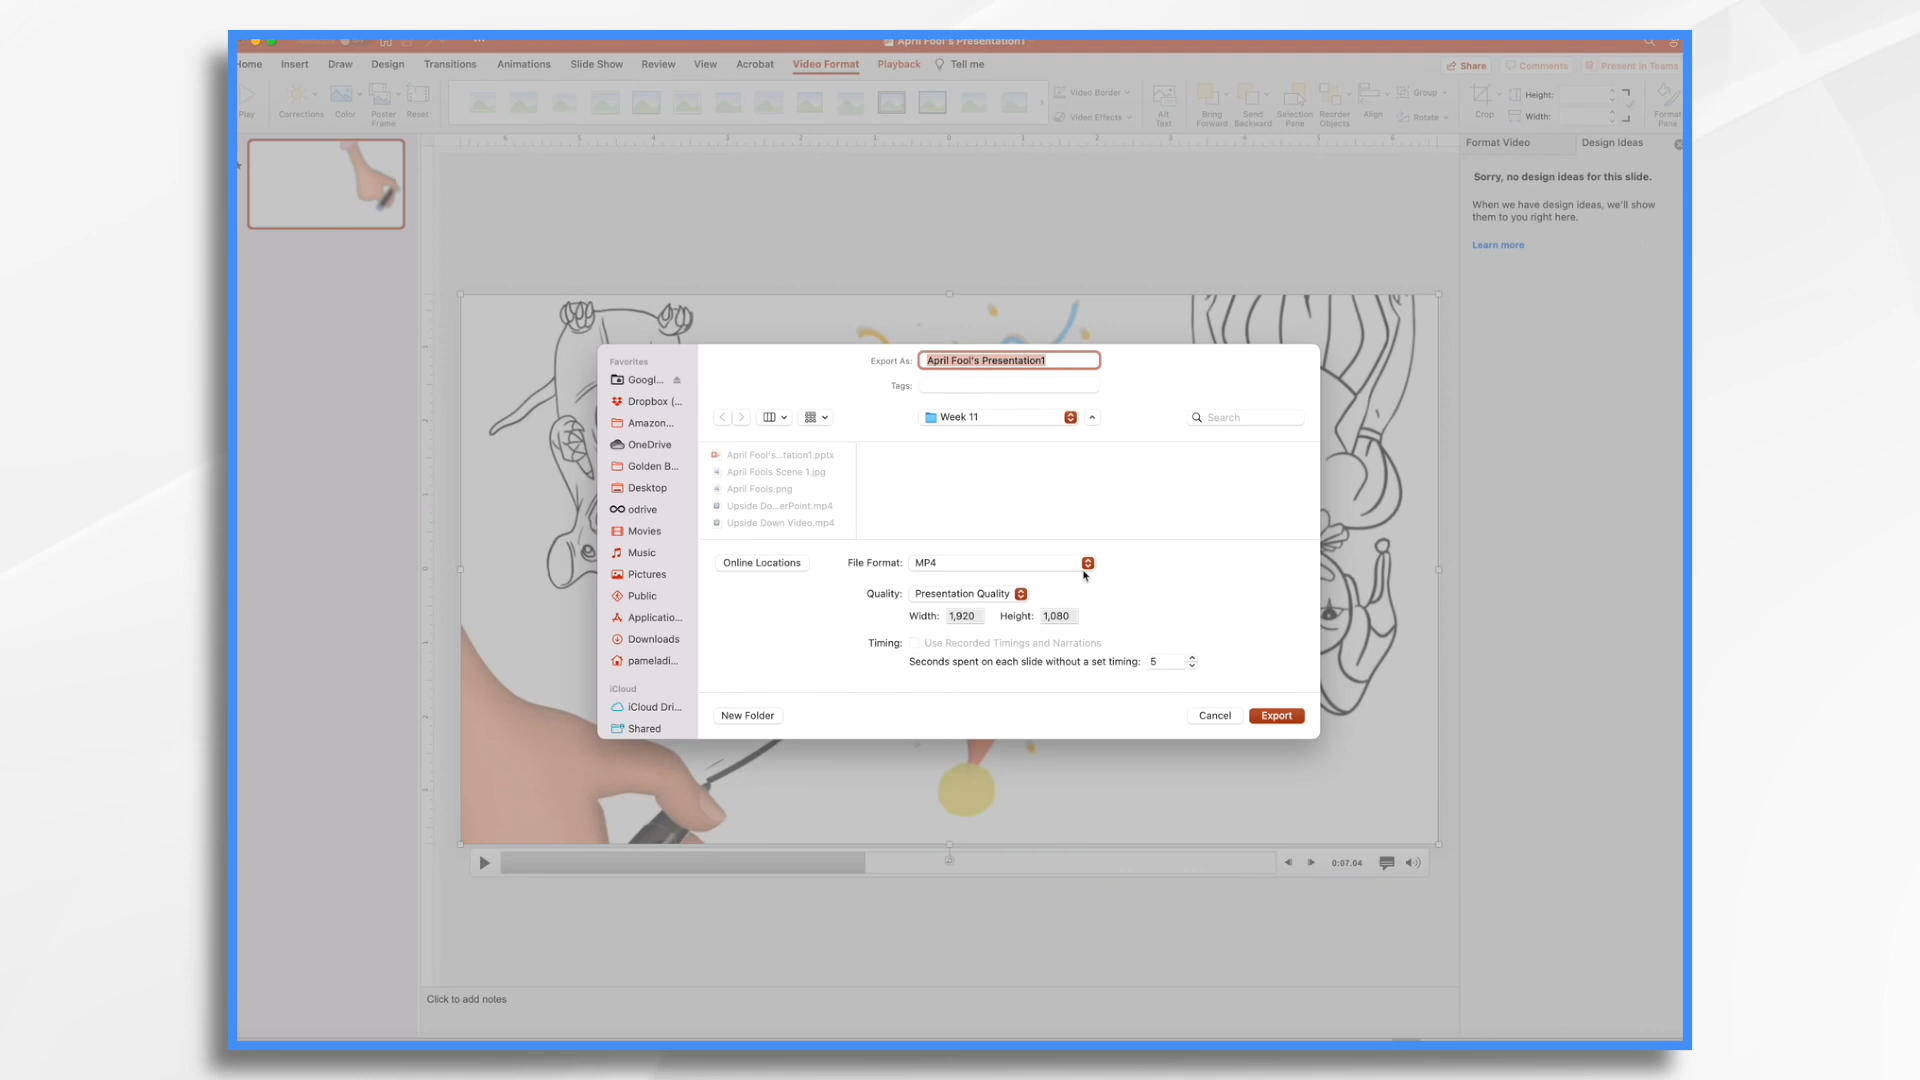 April Fool's Presentation1
Home Insert Draw Design Transitions Animations Slide Show Review View Acrobat Video Format Playback Tell me
Share Comments Present in Teams
Play Corrections Color Poster Frame Reset
Video Border
Video Effects
Alt Text
Bring Forward
Send Backward
Selection Pane
Reorder Objects
Align
Group
Rotate
Crop
Height:
Width:
Format Pane
Format Video Design Ideas
Sorry, no design ideas for this slide.
When we have design ideas, we'll show
them to you right here.
Learn more
Favorites
Googl...
Dropbox (...
Amazon...
OneDrive
Golden B...
Desktop
odrive
Movies
Music
Pictures
Public
Applicatio...
Downloads
pameladi...
iCloud
iCloud Dri...
Shared
Export As: April Fool's Presentation1
Tags:
Week 11
Search
April Fool's...tation1.pptx
April Fools Scene 1.jpg
April Fools.png
Upside Do...erPoint.mp4
Upside Down Video.mp4
Online Locations
File Format: MP4
Quality: Presentation Quality
Width: 1,920 Height: 1,080
Timing: Use Recorded Timings and Narrations
Seconds spent on each slide without a set timing: 5
New Folder
Cancel Export
0:07.04
Click to add notes